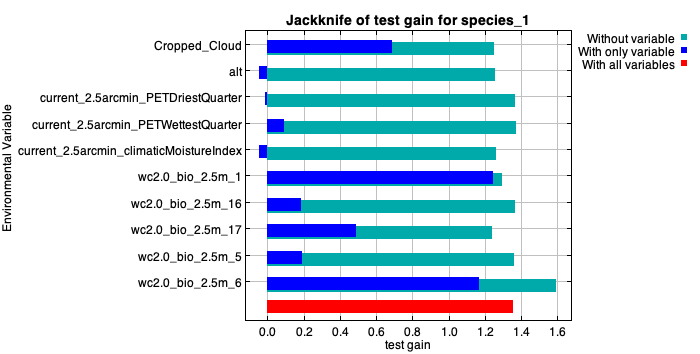 Jackknife of test gain for species_1
Environmental Variable
Cropped_Cloud
alt
current_2.5arcmin_PETDriestQuarter
current_2.5arcmin_PETWettestQuarter
current_2.5arcmin_climaticMoistureIndex
wc2.0_bio_2.5m_1
wc2.0_bio_2.5m_16
wc2.0_bio_2.5m_17
wc2.0_bio_2.5m_5
wc2.0_bio_2.5m_6
0.0 0.2 0.4 0.6 0.8 1.0 1.2 1.4 1.6
test gain
Without variable
With only variable
With all variables